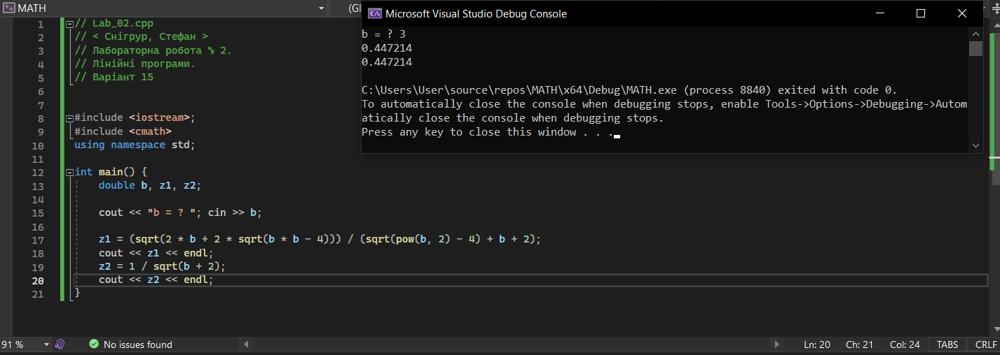 MATH
(Gl
1 // Lab_02.cpp
2 // < Снігрур, Стефан >
3 // Лабораторна робота № 2.
4 // Лінійні програми.
5 // Варіант 15
6
7
8 #include <iostream>;
9 #include <cmath>
10 using namespace std;
11
12 int main() {
13 double b, z1, z2;
14
15 cout << "b = ? "; cin >> b;
16
17 z1 = (sqrt(2 * b + 2 * sqrt(b * b - 4))) / (sqrt(pow(b, 2) - 4) + b + 2);
18 cout << z1 << endl;
19 z2 = 1 / sqrt(b + 2);
20 cout << z2 << endl;
21 }
Microsoft Visual Studio Debug Console
b = ? 3
0.447214
0.447214
C:\Users\User\source\repos\MATH\x64\Debug\MATH.exe (process 8840) exited with code 0.
To automatically close the console when debugging stops, enable Tools->Options->Debugging->Autom
atically close the console when debugging stops.
Press any key to close this window . . .
91 % No issues found Ln: 20 Ch: 21 Col: 24 TABS CRLF